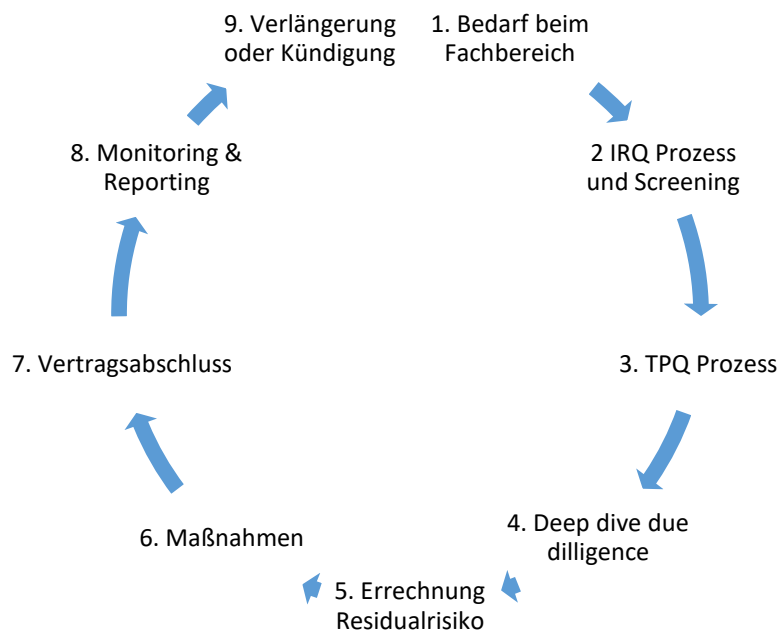 1. Bedarf beim
Fachbereich
2 IRQ Prozess
und Screening
3. TPQ Prozess
4. Deep dive due
dilligence
5. Errechnung
Residualrisiko
6. Maßnahmen
7. Vertragsabschluss
8. Monitoring &
Reporting
9. Verlängerung
oder Kündigung